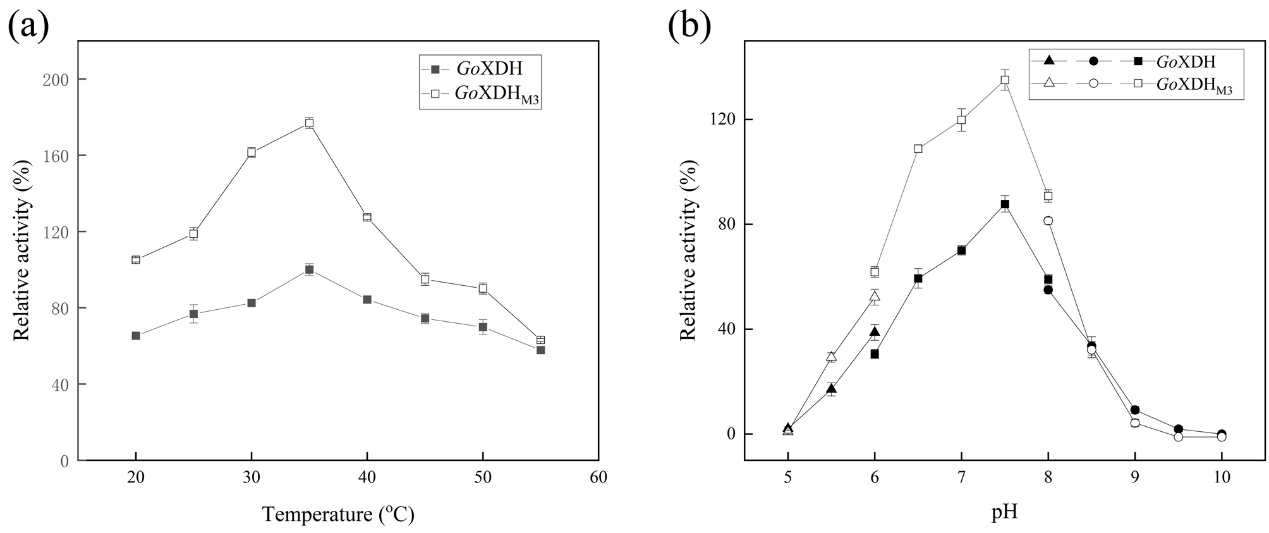 (a)
GoXDH
GoXDHM3
200
160
120
80
40
0
20
30
40
50
60
Relative activity (%)
Temperature (°C)
(b)
GoXDH
GoXDHM3
120
80
40
0
5
6
7
8
9
10
Relative activity (%)
pH